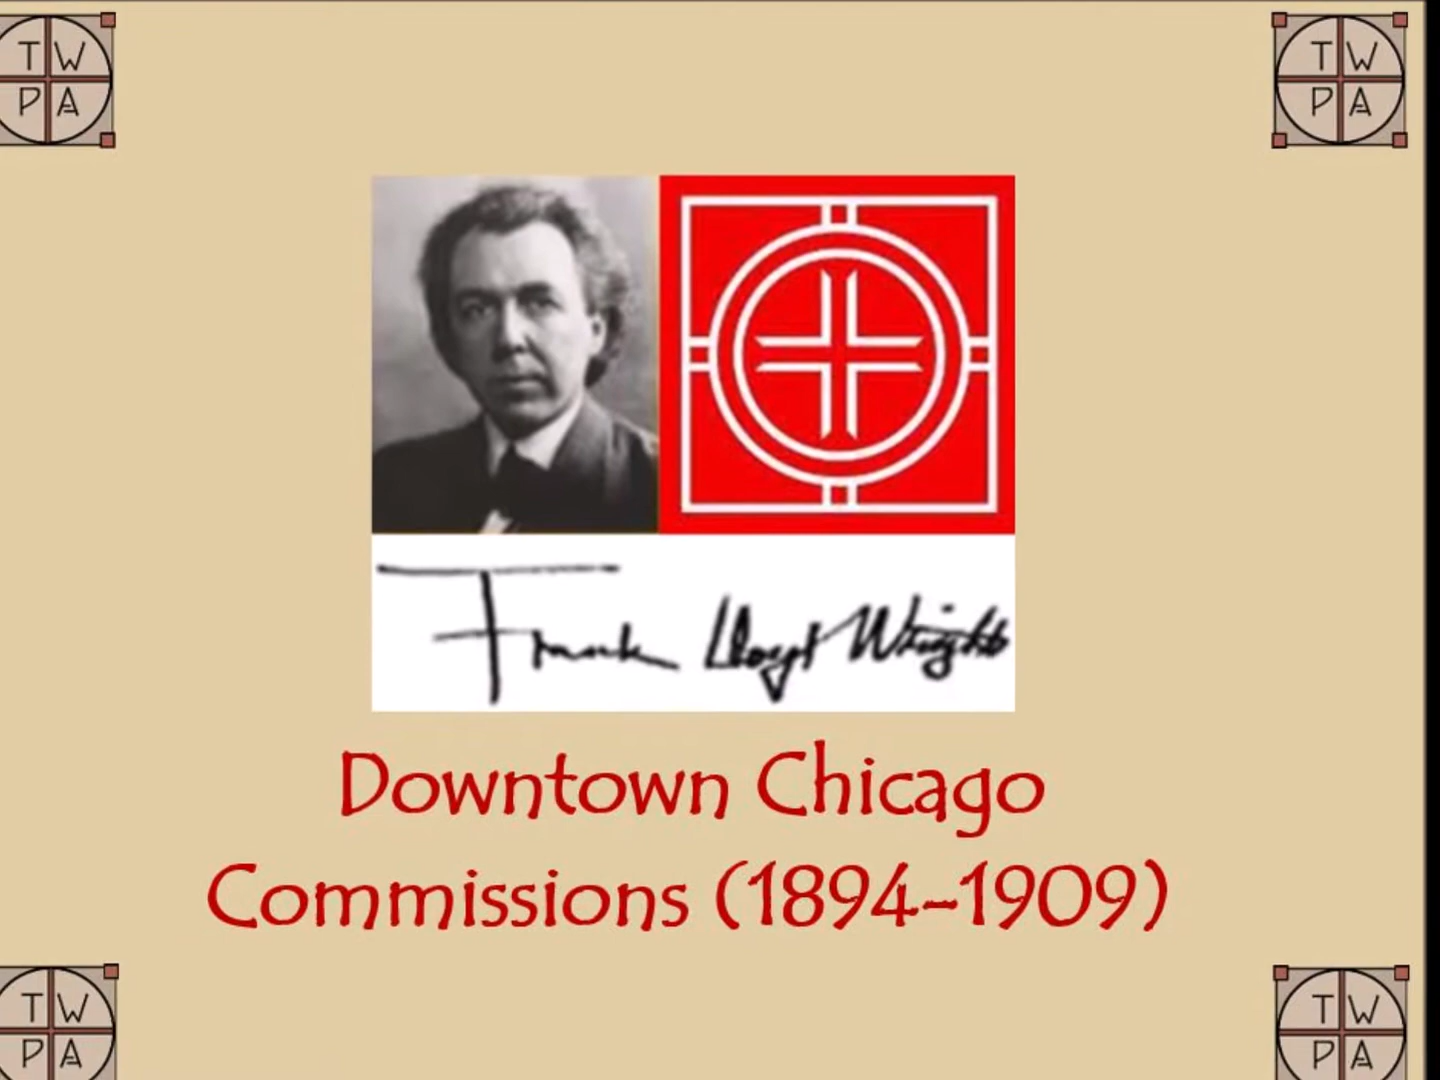 T W
P A
T W
P A
Frank Lloyd Wright
Downtown Chicago
Commissions (1894-1909)
T W
P A
T W
P A